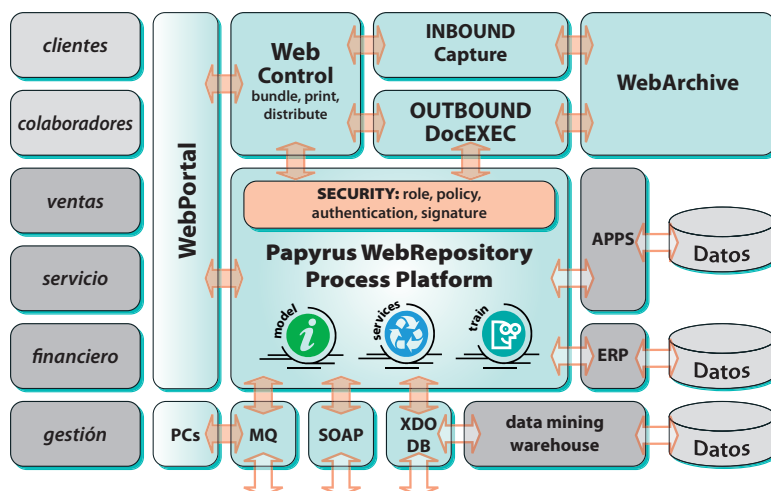 clientes
colaboradores
ventas
servicio
financiero
gestión
WebPortal
PCs
Web
Control
bundle, print,
distribute
INBOUND
Capture
OUTBOUND
DocEXEC
WebArchive
SECURITY: role, policy,
authentication, signature
Papyrus WebRepository
Process Platform
model
services
train
APPS
ERP
Datos
Datos
MQ
SOAP
XDO
DB
data mining
warehouse
Datos